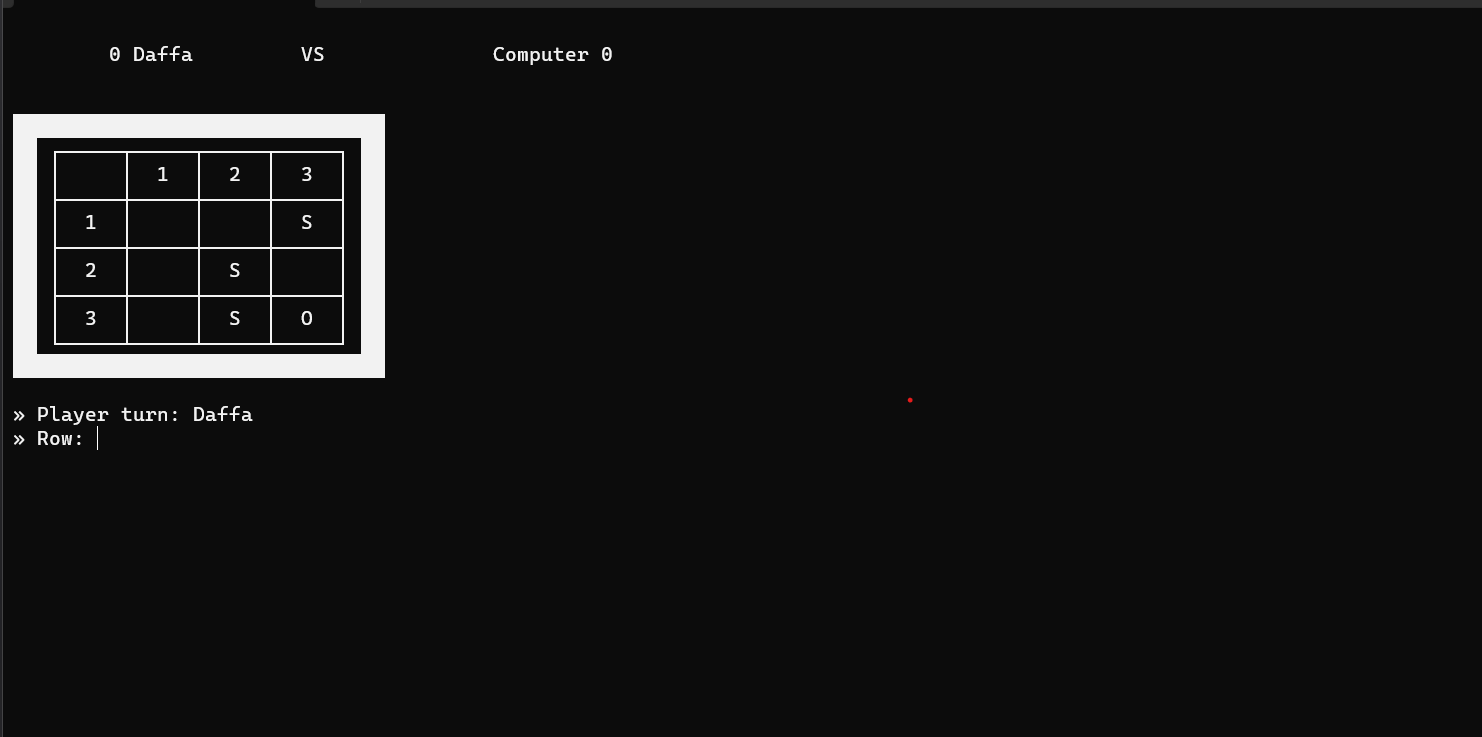 0 Daffa VS Computer 0
1 2 3
1 S
2 S
3 S O
» Player turn: Daffa
» Row: